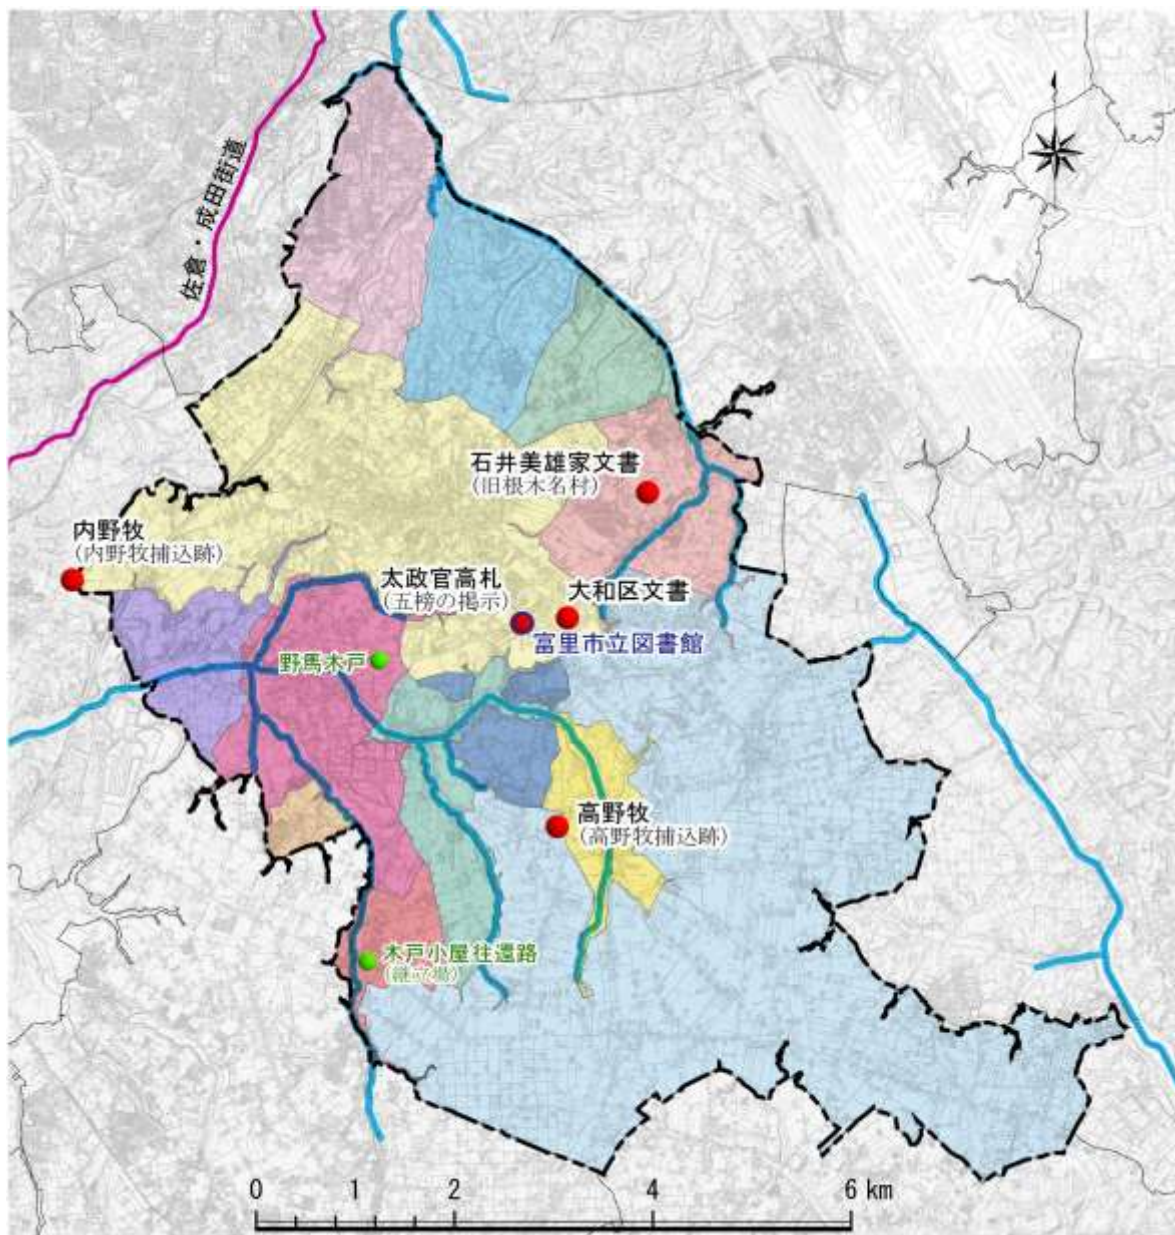 佐倉・成田街道
石井美雄家文書
(旧根木名村)
内野牧
(内野牧捕込跡)
太政官高札
(五榜の掲示)
大和区文書
富里市立図書館
野馬木戸
高野牧
(高野牧捕込跡)
木戸小屋往還路
(継立場)
0 1 2 4 6 km